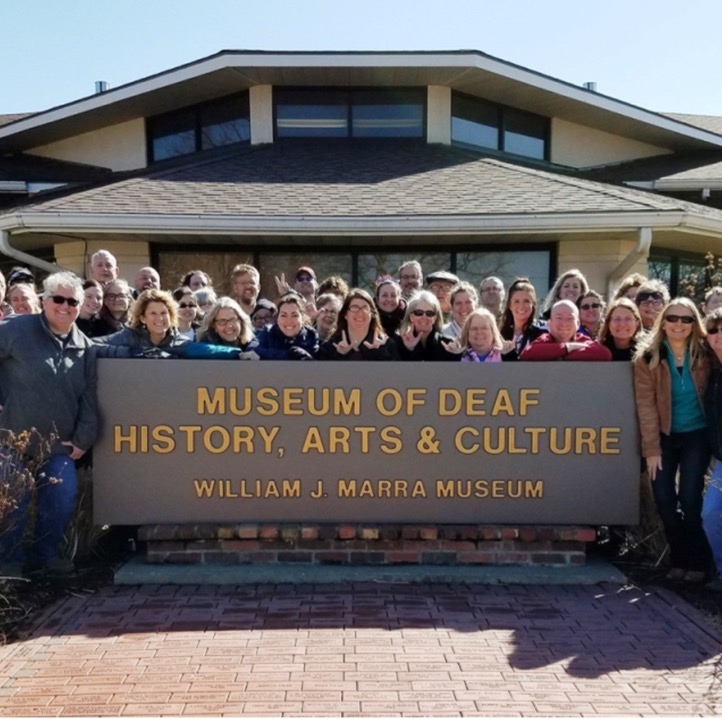 MUSEUM OF DEAF
HISTORY, ARTS & CULTURE
WILLIAM J. MARRA MUSEUM